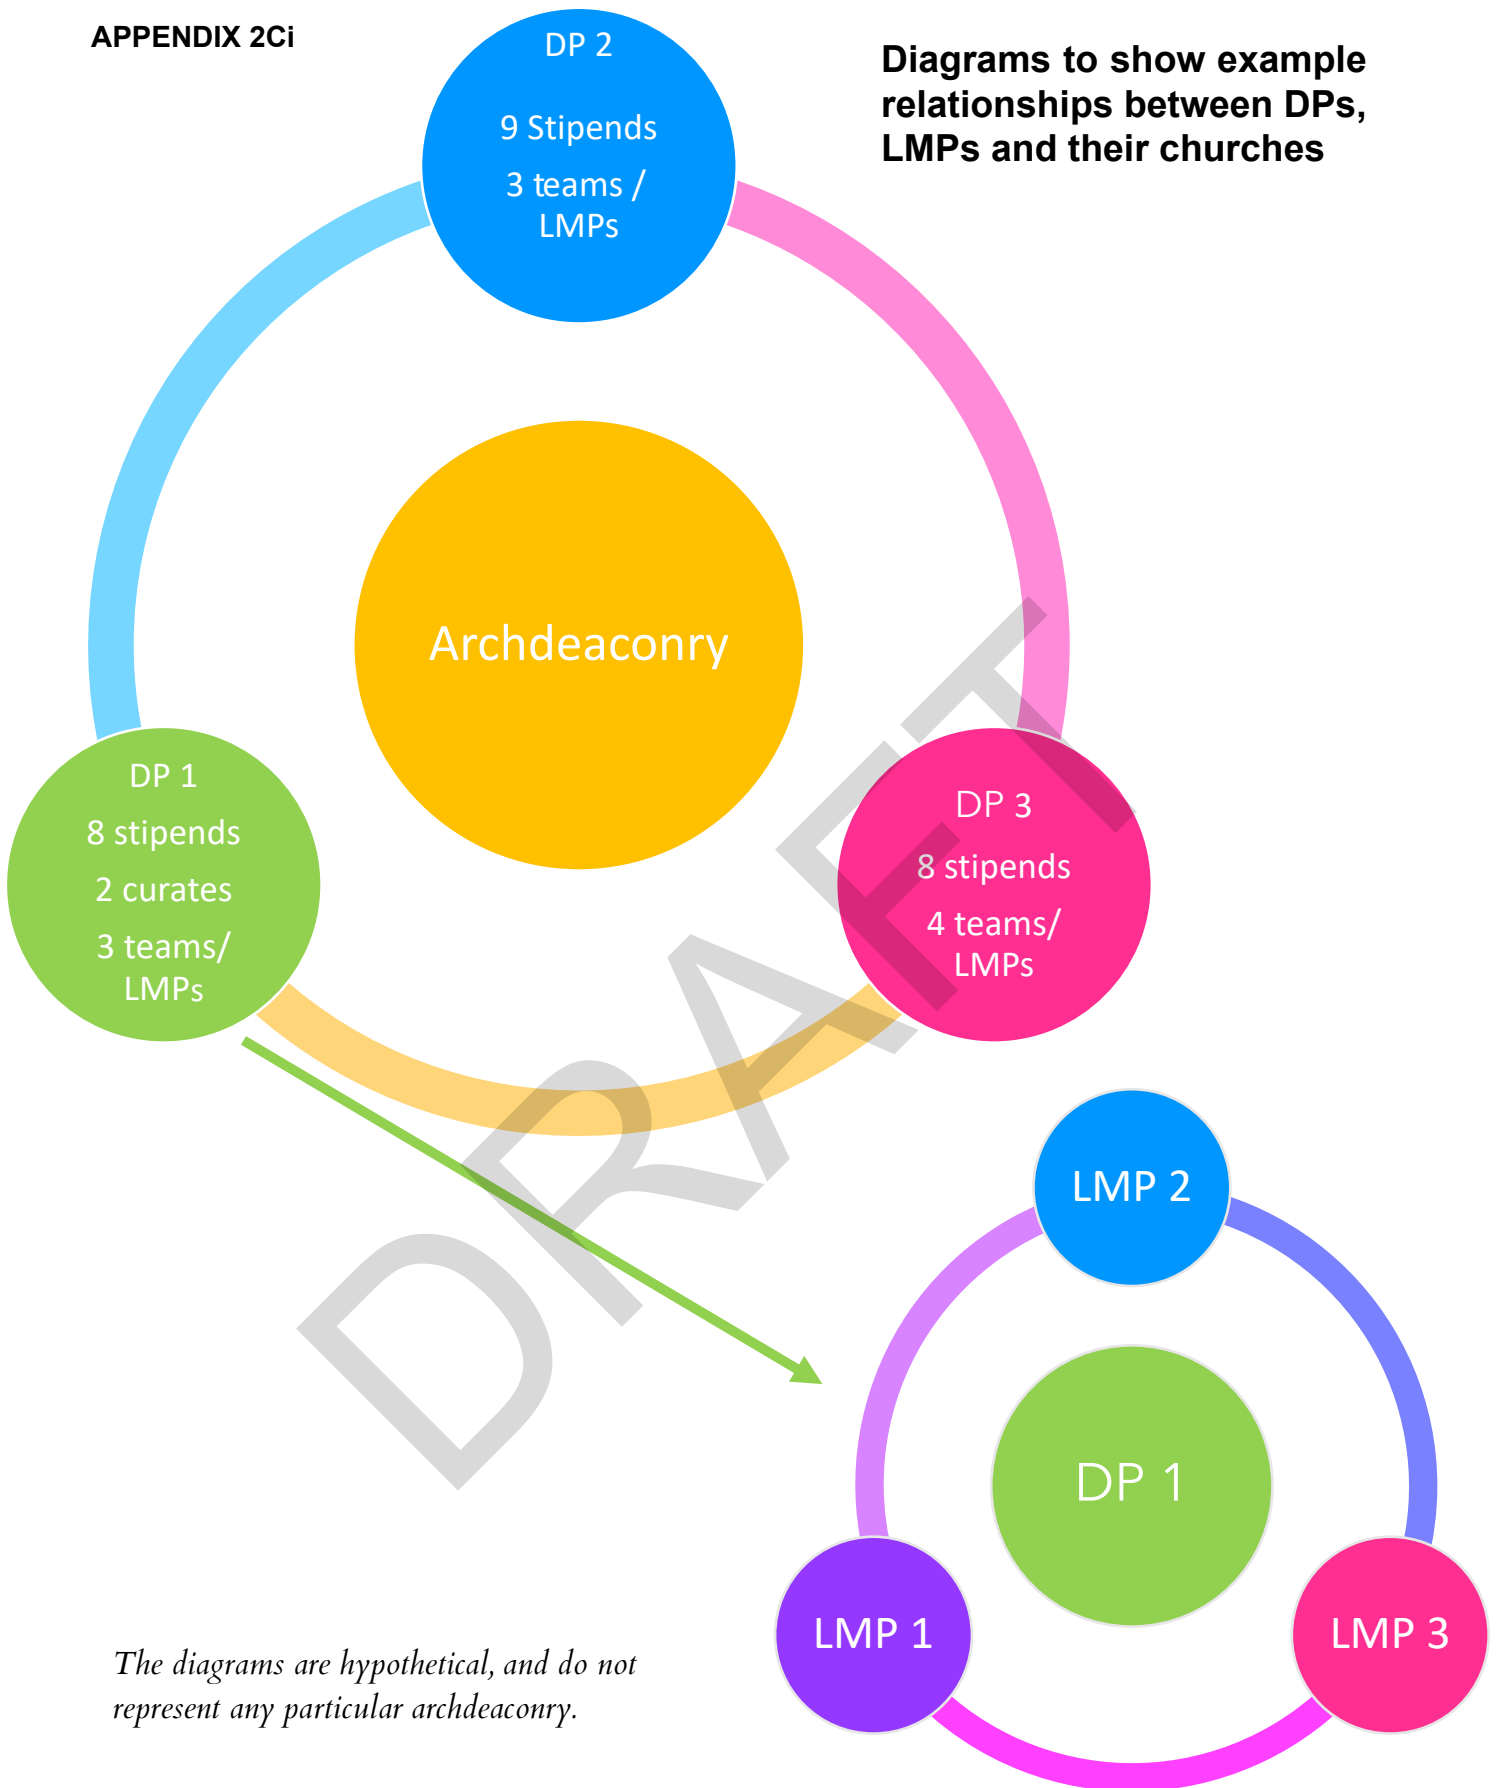 APPENDIX 2Ci
Diagrams to show example
relationships between DPs,
LMPs and their churches
DP 2
9 Stipends
3 teams /
LMPs
Archdeaconry
DP 1
8 stipends
2 curates
3 teams/
LMPs
DP 3
8 stipends
4 teams/
LMPs
DRAFT
LMP 2
DP 1
LMP 1
LMP 3
The diagrams are hypothetical, and do not
represent any particular archdeaconry.